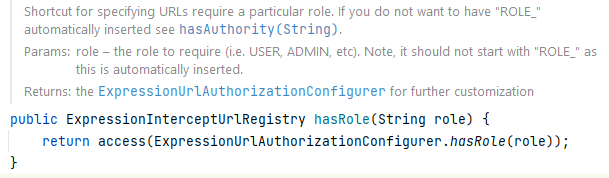 Shortcut for specifying URLs require a particular role. If you do not want to have "ROLE_"
automatically inserted see hasAuthority(String).
Params: role – the role to require (i.e. USER, ADMIN, etc). Note, it should not start with "ROLE_" as
this is automatically inserted.
Returns: the ExpressionUrlAuthorizationConfigurer for further customization
public ExpressionInterceptUrlRegistry hasRole(String role) {
    return access(ExpressionUrlAuthorizationConfigurer.hasRole(role));
}